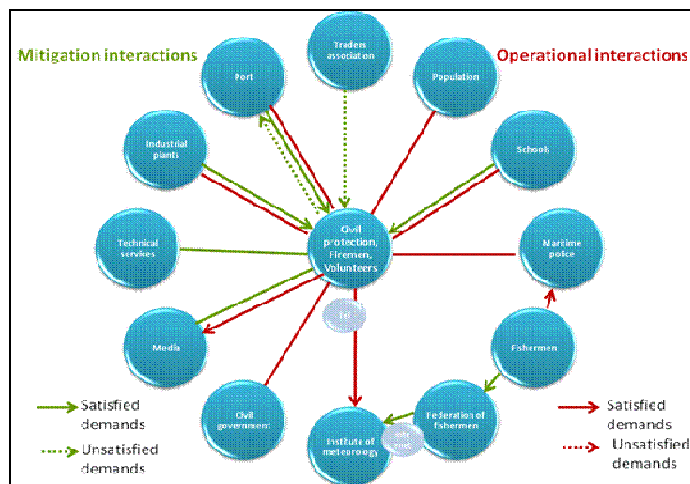 Mitigation interactions
Operational interactions
Traders
association
Port
Population
Industrial
plants
Schools
Civil
protection,
Firemen,
Volunteers
Technical
services
Maritime
police
Media
Fishermen
Civil
government
Federation of
fishermen
Institute of
meteorology
Satisfied
demands
Unsatisfied
demands
Satisfied
demands
Unsatisfied
demands